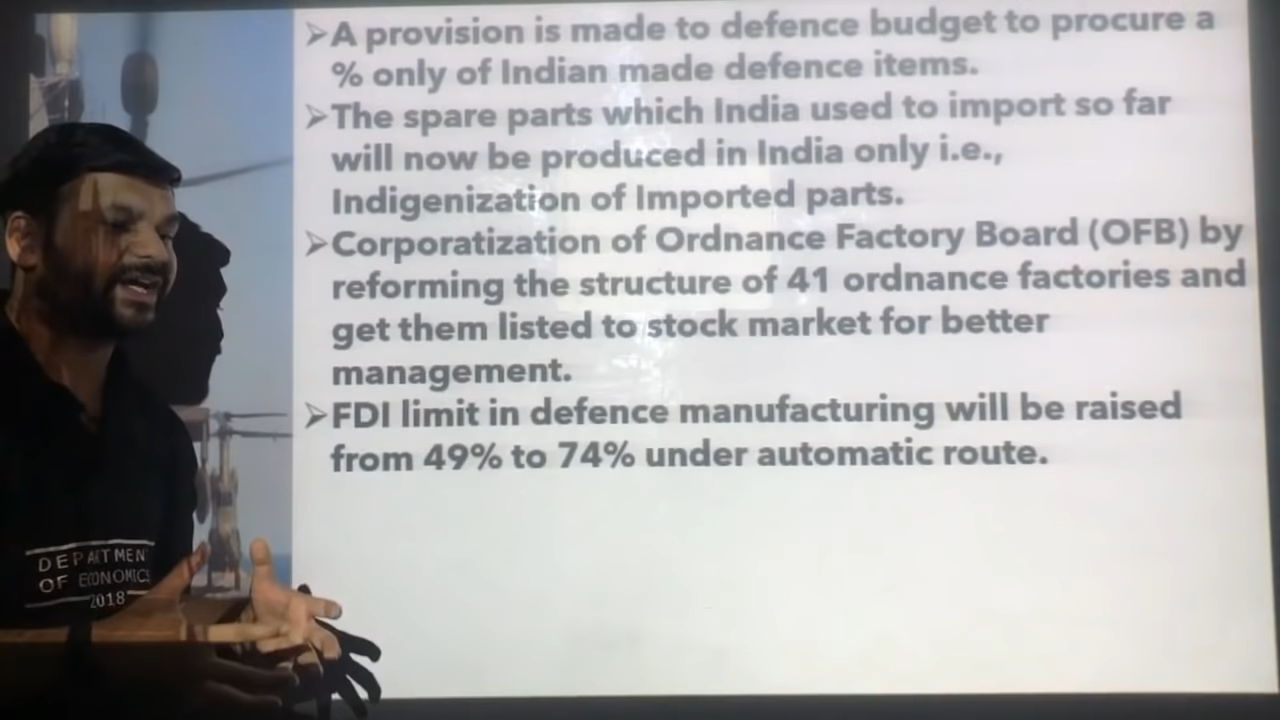 ➢A provision is made to defence budget to procure a
% only of Indian made defence items.
➢The spare parts which India used to import so far
will now be produced in India only i.e.,
Indigenization of Imported parts.
➢Corporatization of Ordnance Factory Board (OFB) by
reforming the structure of 41 ordnance factories and
get them listed to stock market for better
management.
➢FDI limit in defence manufacturing will be raised
from 49% to 74% under automatic route.
DEPARTMENT
OF ECONOMICS
2018